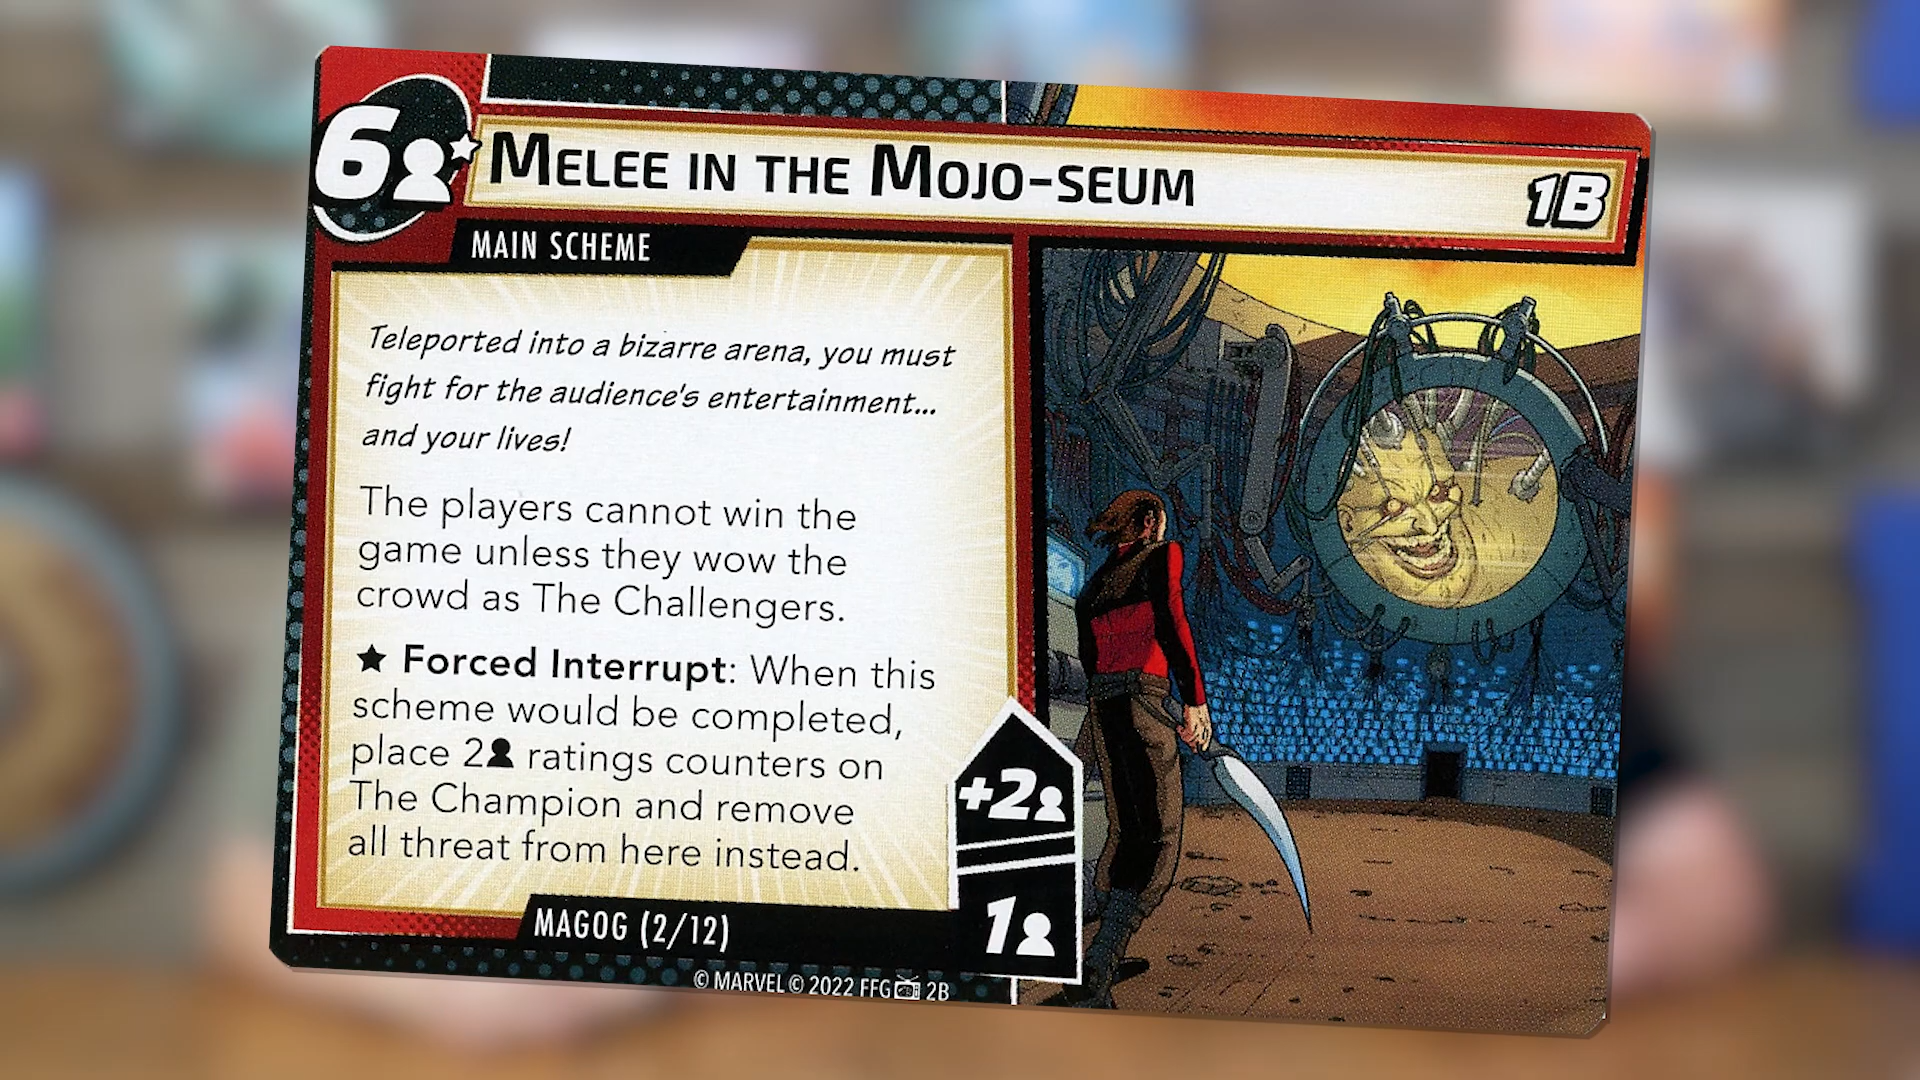 6
MELEE IN THE MOJO-SEUM
1B
MAIN SCHEME
Teleported into a bizarre arena, you must
fight for the audience's entertainment...
and your lives!
The players cannot win the
game unless they wow the
crowd as The Challengers.
★ Forced Interrupt: When this
scheme would be completed,
place 2 ratings counters on
The Champion and remove
all threat from here instead.
+2
1
MAGOG (2/12)
© MARVEL © 2022 FFG 2B